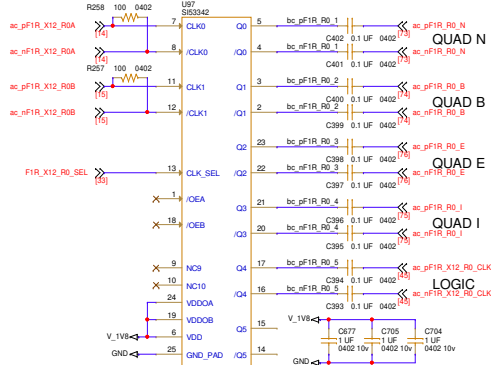 R258 100 0402
U97
SI53342
ac_pF1R_X12_R0A
[14]
7 CLK0
ac_nF1R_X12_R0A
[14]
8 /CLK0
R257 100 0402
ac_pF1R_X12_R0B
[15]
11 CLK1
ac_nF1R_X12_R0B
[15]
12 /CLK1
F1R_X12_R0_SEL
[33]
13 CLK_SEL
1 /OEA
18 /OEB
9 NC9
10 NC10
24 VDDOA
19 VDDOB
V_1V8 6 VDD
GND 25 GND_PAD
Q0 5 bc_pF1R_R0_1 ac_pF1R_R0_N
C402 0.1 UF 0402 [73]
QUAD N
/Q0 4 bc_nF1R_R0_1 ac_nF1R_R0_N
C401 0.1 UF 0402 [73]
Q1 3 bc_pF1R_R0_2 ac_pF1R_R0_B
C400 0.1 UF 0402 [74]
QUAD B
/Q1 2 bc_nF1R_R0_2 ac_nF1R_R0_B
C399 0.1 UF 0402 [74]
Q2 23 bc_pF1R_R0_3 ac_pF1R_R0_E
C398 0.1 UF 0402 [76]
QUAD E
/Q2 22 bc_nF1R_R0_3 ac_nF1R_R0_E
C397 0.1 UF 0402 [76]
Q3 21 bc_pF1R_R0_4 ac_pF1R_R0_I
C396 0.1 UF 0402 [75]
QUAD I
/Q3 20 bc_nF1R_R0_4 ac_nF1R_R0_I
C395 0.1 UF 0402 [75]
Q4 17 bc_pF1R_R0_5 ac_pF1R_X12_R0_CLK
C394 0.1 UF 0402 [45]
LOGIC
/Q4 16 bc_nF1R_R0_5 ac_nF1R_X12_R0_CLK
C393 0.1 UF 0402 [45]
Q5 15
/Q5 14
V_1V8
C677 C705 C704
1 UF 1 UF 1 UF
0402 10v 0402 10v 0402 10v
GND